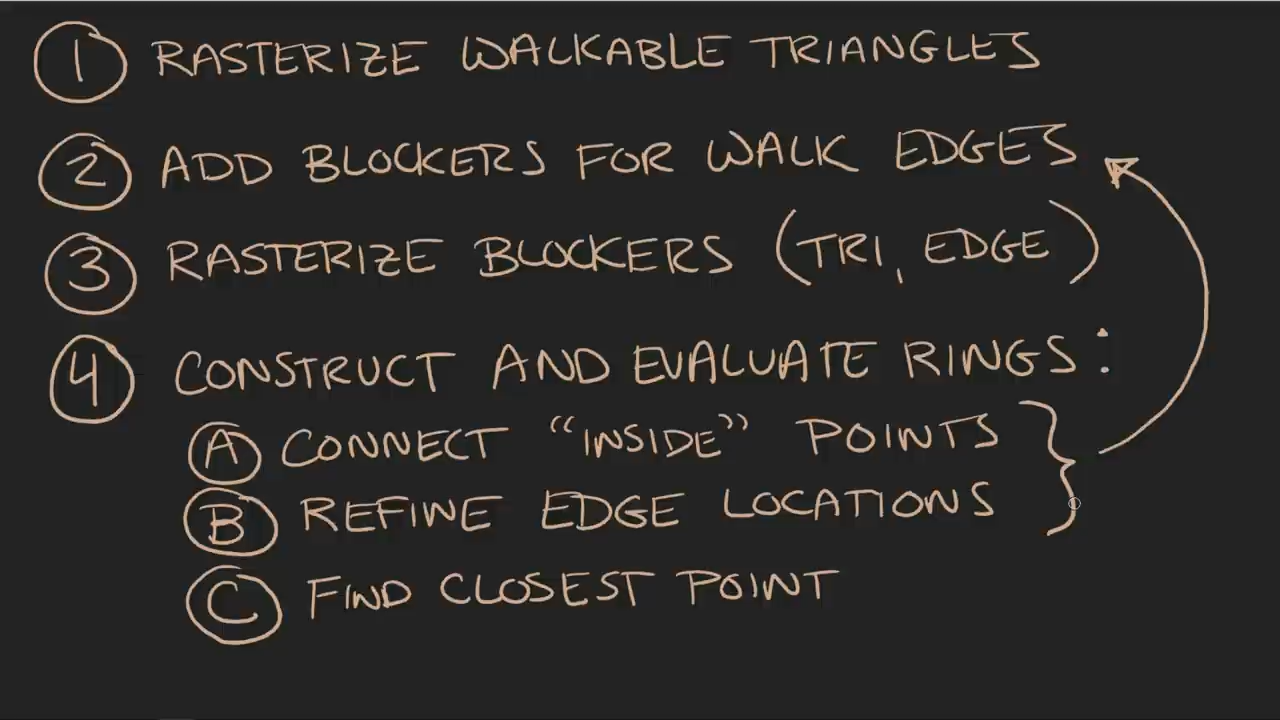 1 RASTERIZE WALKABLE TRIANGLES
2 ADD BLOCKERS FOR WALK EDGES
3 RASTERIZE BLOCKERS (TRI, EDGE)
4 CONSTRUCT AND EVALUATE RINGS:
A CONNECT "INSIDE" POINTS
B REFINE EDGE LOCATIONS
C FIND CLOSEST POINT